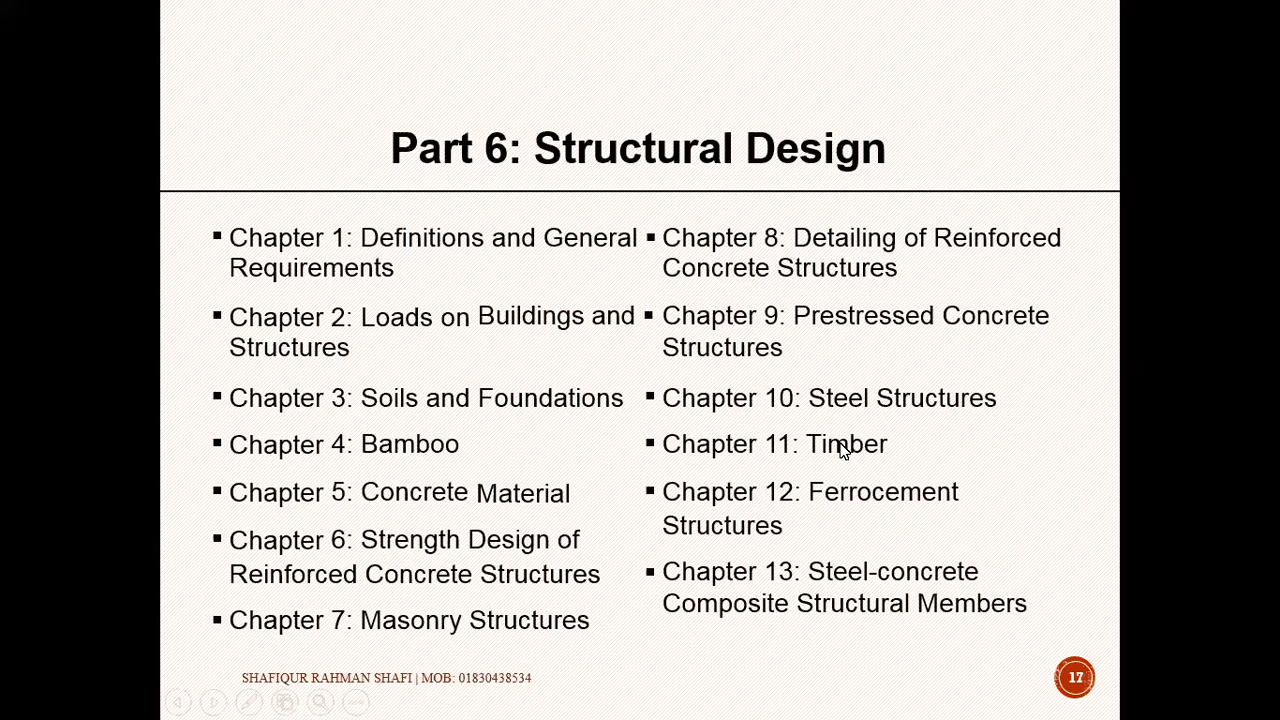 Part 6: Structural Design
▪ Chapter 1: Definitions and General
Requirements
▪ Chapter 2: Loads on Buildings and
Structures
▪ Chapter 3: Soils and Foundations
▪ Chapter 4: Bamboo
▪ Chapter 5: Concrete Material
▪ Chapter 6: Strength Design of
Reinforced Concrete Structures
▪ Chapter 7: Masonry Structures
▪ Chapter 8: Detailing of Reinforced
Concrete Structures
▪ Chapter 9: Prestressed Concrete
Structures
▪ Chapter 10: Steel Structures
▪ Chapter 11: Timber
▪ Chapter 12: Ferrocement
Structures
▪ Chapter 13: Steel-concrete
Composite Structural Members
SHAFIQUR RAHMAN SHAFI | MOB: 01830438534
17